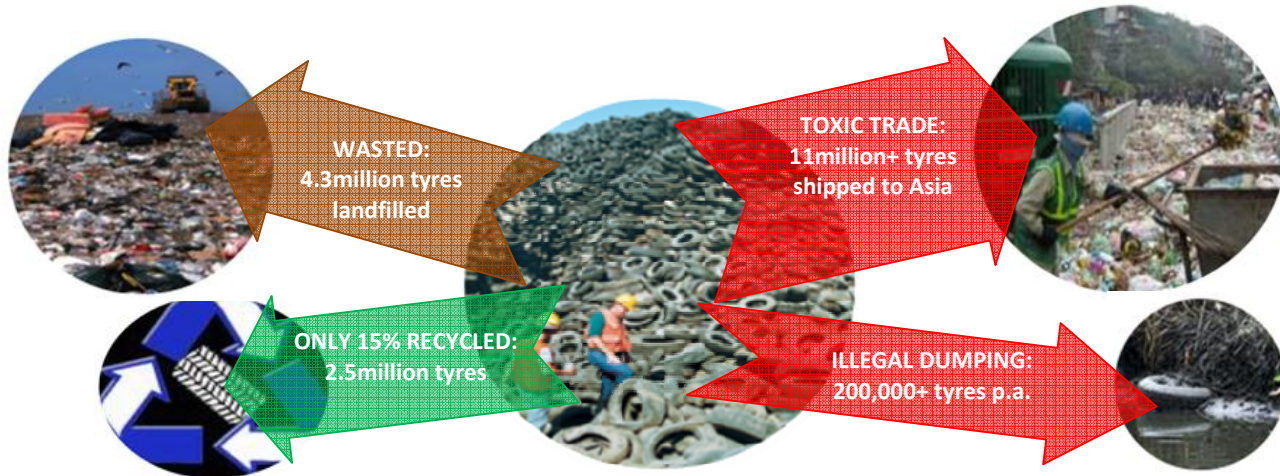 WASTED:
4.3million tyres
landfilled
TOXIC TRADE:
11million+ tyres
shipped to Asia
ONLY 15% RECYCLED:
2.5million tyres
ILLEGAL DUMPING:
200,000+ tyres p.a.